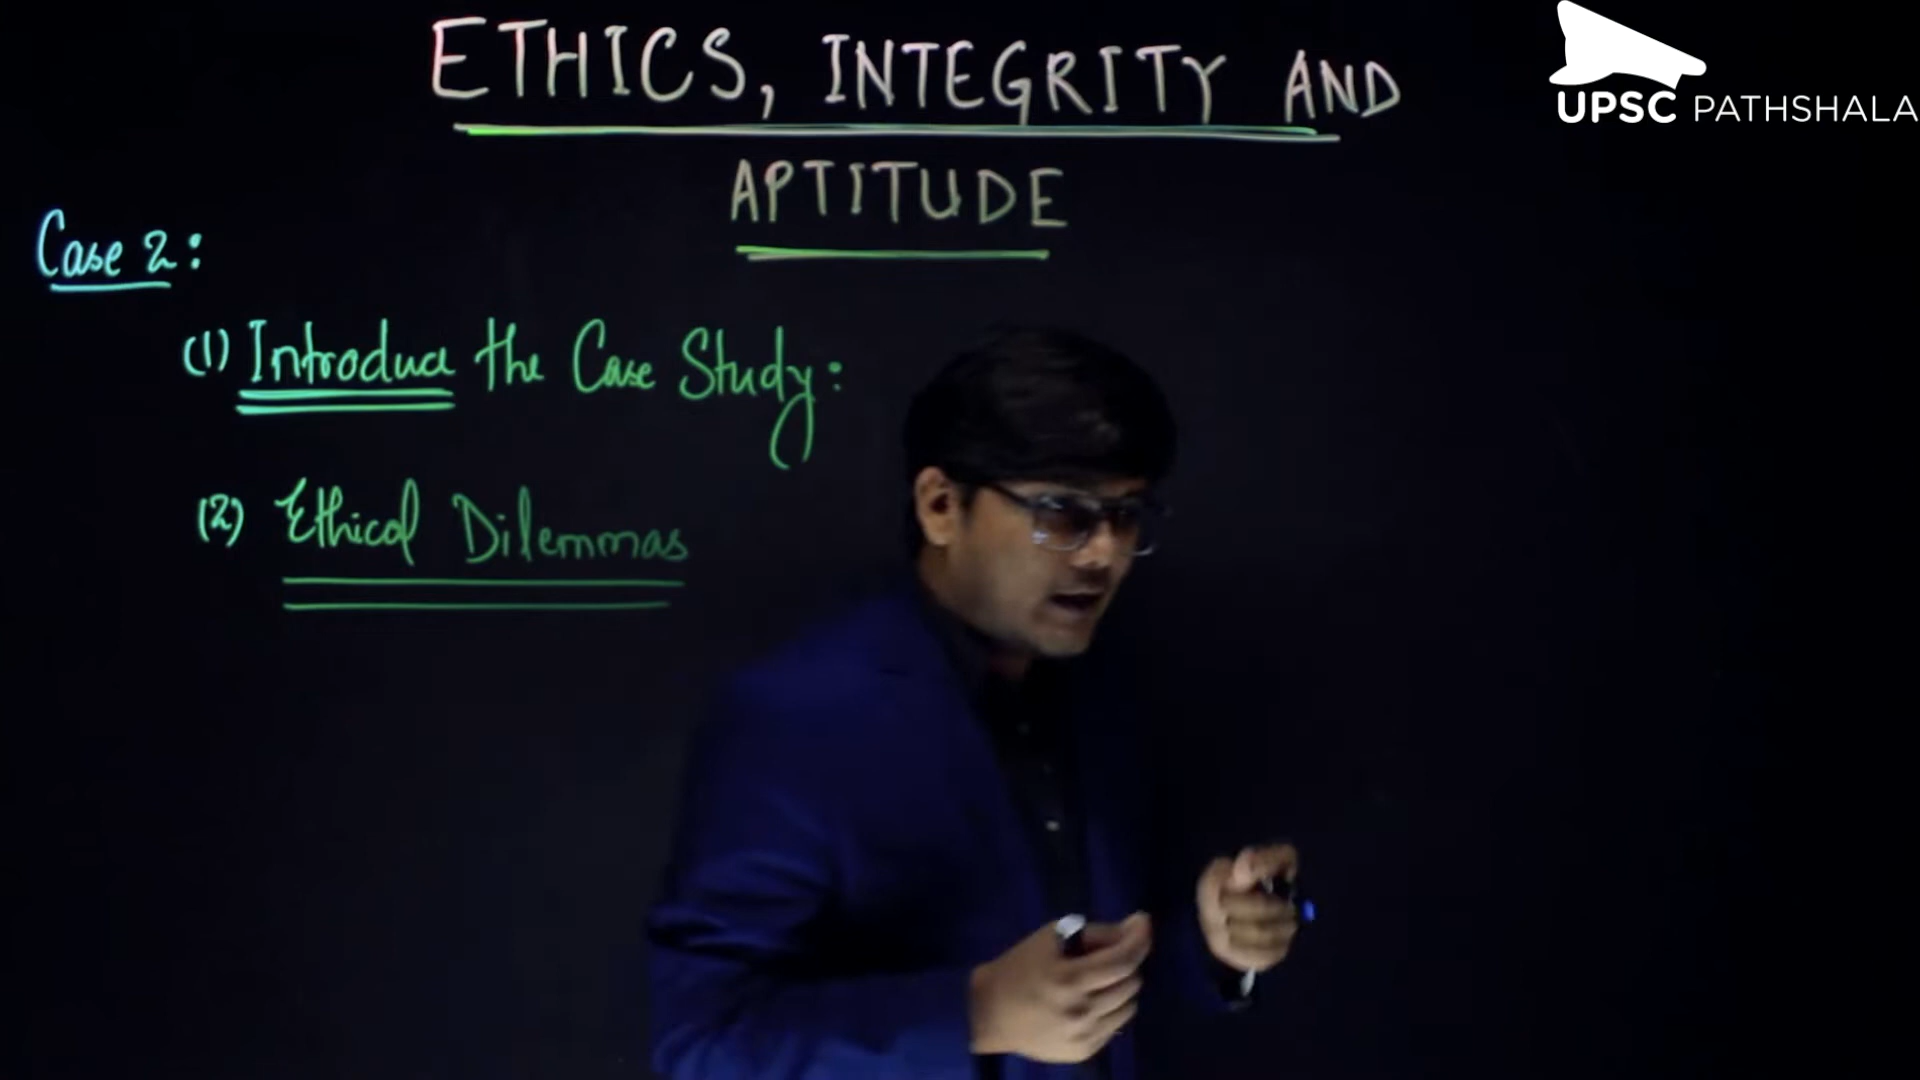 ETHICS, INTEGRITY AND
APTITUDE
UPSC PATHSHALA
Case 2:
(1) Introduce the Case Study:
(2) Ethical Dilemmas